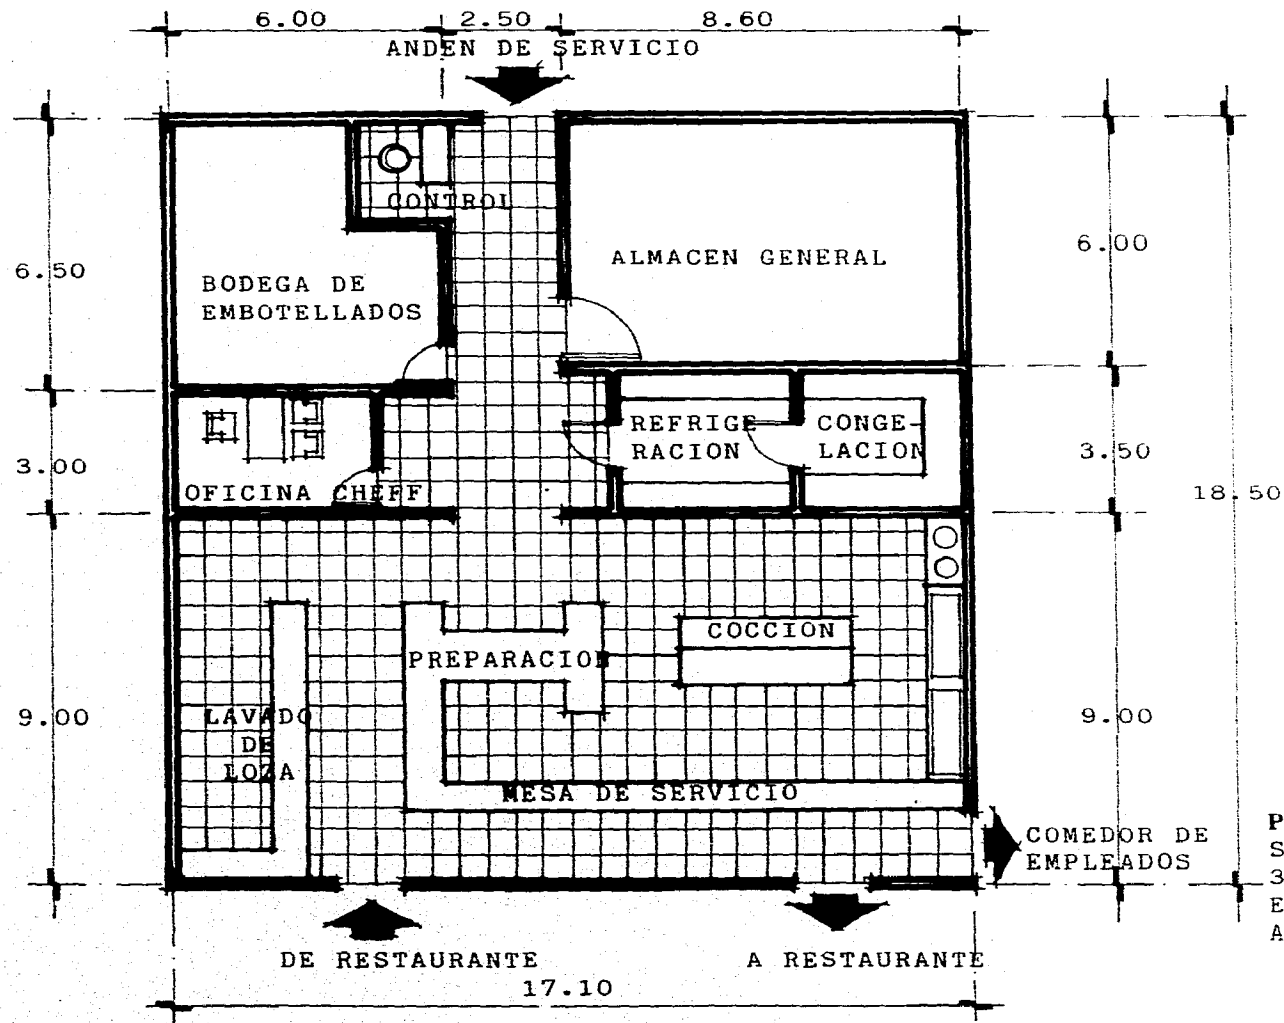 6.00 2.50 8.60
ANDEN DE SERVICIO
CONTROL
6.00
ALMACEN GENERAL
6.50
BODEGA DE
EMBOTELLADOS
REFRIGE
RACION
CONGE-
LACION
3.50
3.00
OFICINA CHEFF
18.50
COCCION
PREPARACION
9.00
LAVADO
DE
LOZA
9.00
MESA DE SERVICIO
COMEDOR DE
EMPLEADOS
P
S
3
E
A
DE RESTAURANTE
A RESTAURANTE
17.10